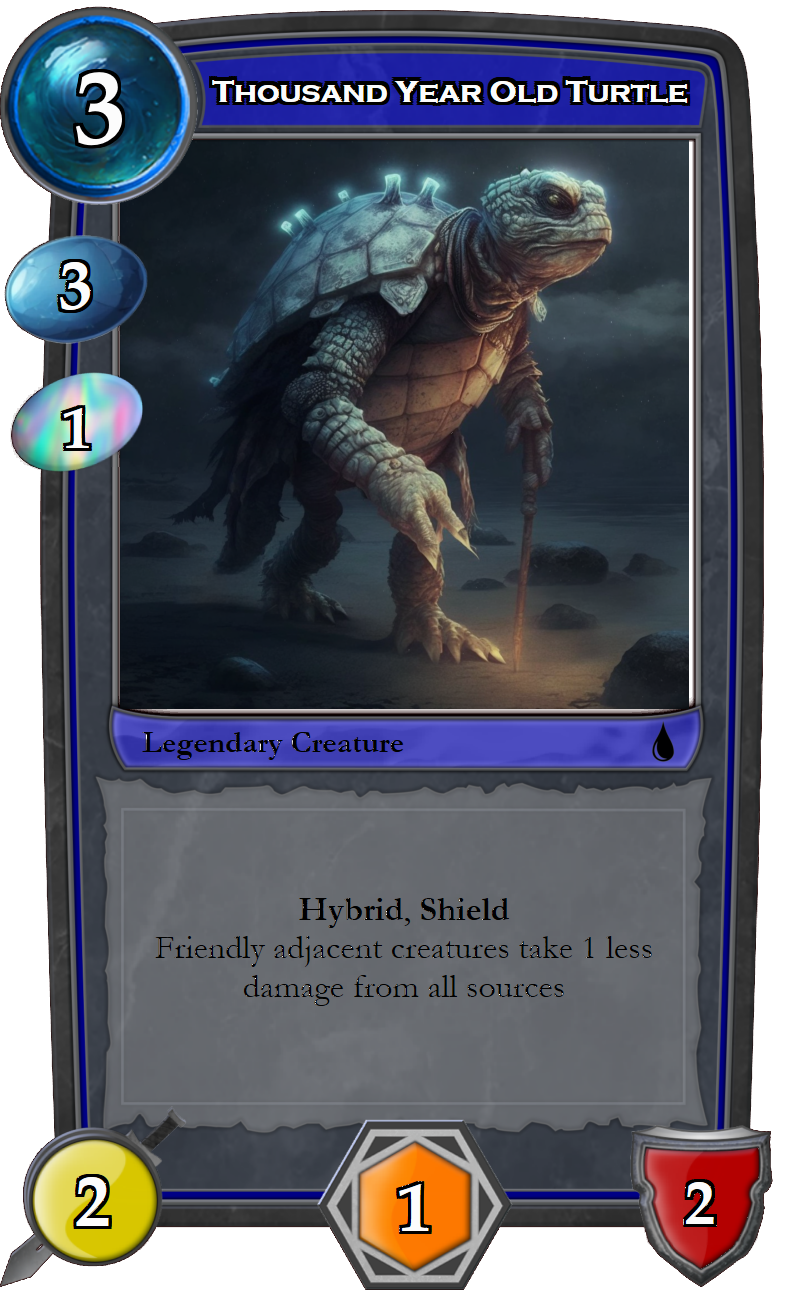 3
Thousand Year Old Turtle
3
1
Legendary Creature
Hybrid, Shield
Friendly adjacent creatures take 1 less
damage from all sources
2
1
2